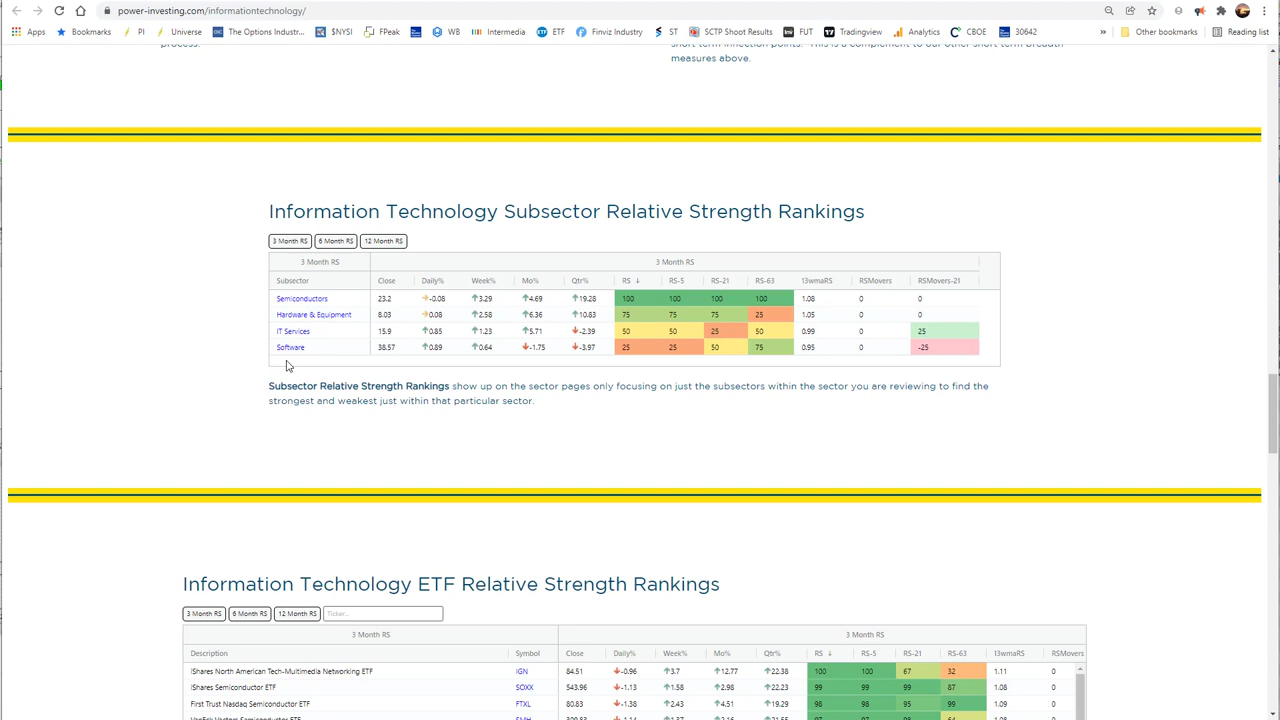 power-investing.com/informationtechnology/
Apps Bookmarks PI Universe The Options Industr... $NYSI FPeak WB Intermedia ETF Finviz Industry ST SCTP Shoot Results FUT Tradingview Analytics CBOE 30642 » Other bookmarks Reading list
process.
short term inflection points. This is a complement to our other short term breadth
measures above.
Information Technology Subsector Relative Strength Rankings
3 Month RS 6 Month RS 12 Month RS
3 Month RS 3 Month RS
Subsector Close Daily% Week% Mo% Qtr% RS ↓ RS-5 RS-21 RS-63 13wmaRS RSMovers RSMovers-21
Semiconductors 23.2 -0.08 3.29 4.69 19.28 100 100 100 100 1.08 0 0
Hardware & Equipment 8.03 0.08 2.58 6.36 10.83 75 75 75 25 1.05 0 0
IT Services 15.9 0.85 1.23 5.71 -2.39 50 50 25 50 0.99 0 25
Software 38.57 0.89 0.64 -1.75 -3.97 25 25 50 75 0.95 0 -25
Subsector Relative Strength Rankings show up on the sector pages only focusing on just the subsectors within the sector you are reviewing to find the
strongest and weakest just within that particular sector.
Information Technology ETF Relative Strength Rankings
3 Month RS 6 Month RS 12 Month RS Ticker...
3 Month RS 3 Month RS
Description Symbol Close Daily% Week% Mo% Qtr% RS ↓ RS-5 RS-21 RS-63 13wmaRS RSMovers
iShares North American Tech-Multimedia Networking ETF IGN 84.51 -0.96 3.7 12.77 22.38 100 100 67 32 1.11 0
iShares Semiconductor ETF SOXX 543.96 -1.13 1.58 2.98 22.23 99 99 99 87 1.08 0
First Trust Nasdaq Semiconductor ETF FTXL 80.83 -1.38 2.43 4.51 19.29 98 98 95 99 1.09 0